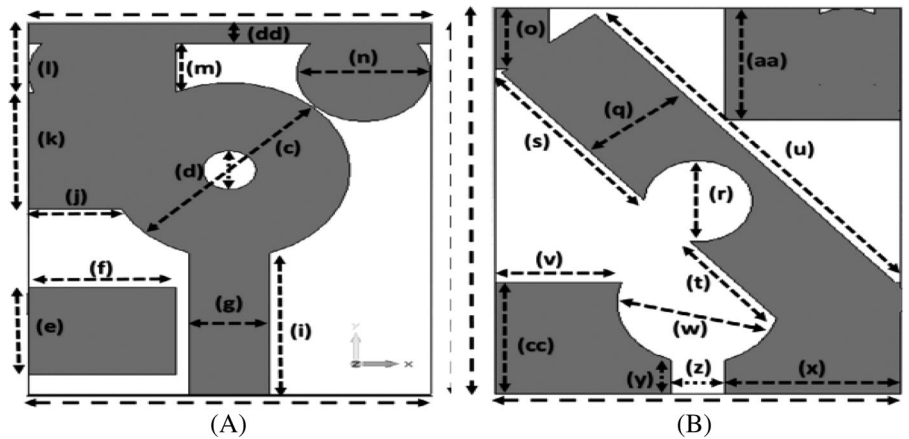 (dd)
(l)
(m)
(n)
(k)
(c)
(d)
(j)
(f)
(g)
(e)
(i)
Y
Z
X
(A)
(o)
(aa)
(q)
(s)
(u)
(r)
(v)
(t)
(w)
(cc)
(y)
(z)
(x)
(B)